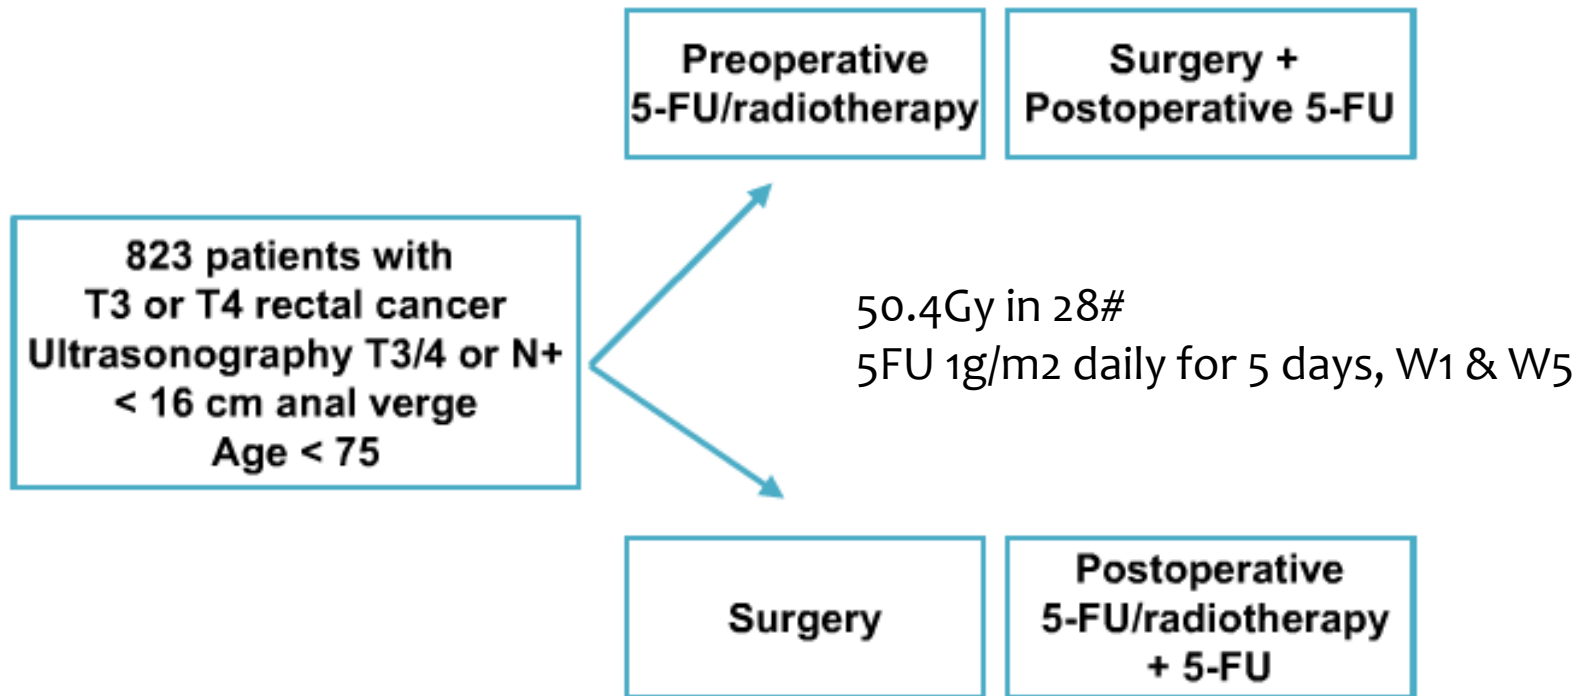 Preoperative
5-FU/radiotherapy
Surgery +
Postoperative 5-FU
823 patients with
T3 or T4 rectal cancer
Ultrasonography T3/4 or N+
< 16 cm anal verge
Age < 75
50.4Gy in 28#
5FU 1g/m2 daily for 5 days, W1 & W5
Surgery
Postoperative
5-FU/radiotherapy
+ 5-FU